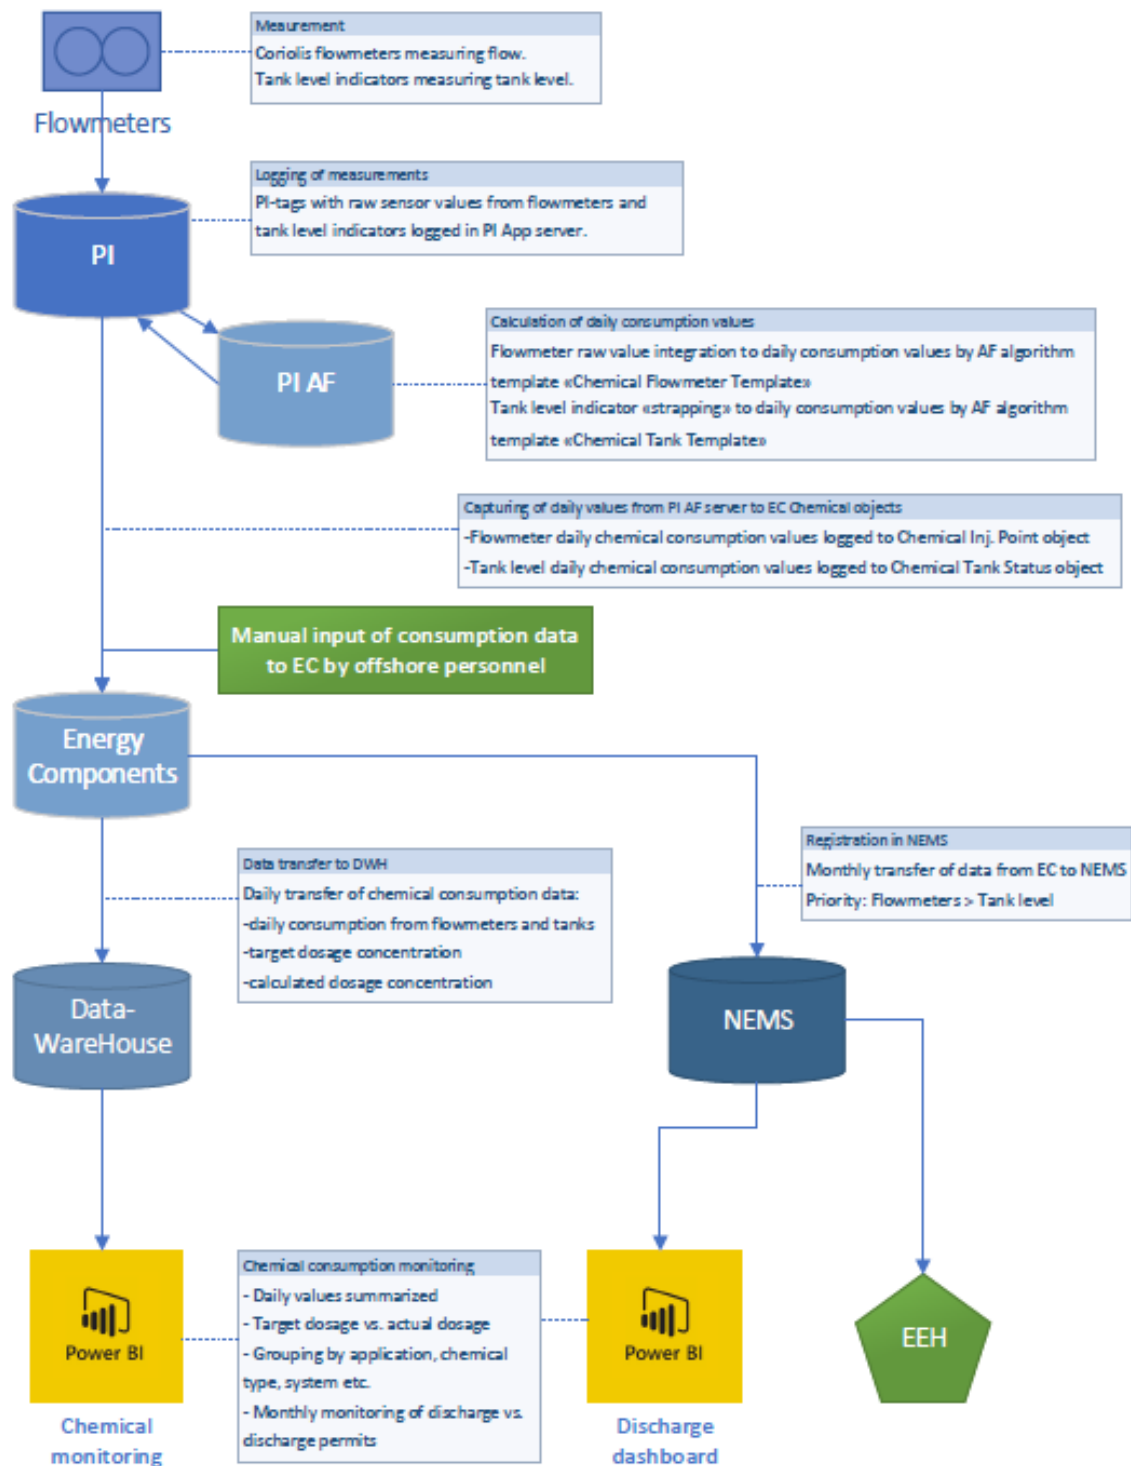 Measurement
Coriolis flowmeters measuring flow.
Tank level indicators measuring tank level.
Flowmeters
Logging of measurements
PI-tags with raw sensor values from flowmeters and
tank level indicators logged in PI App server.
PI
Calculation of daily consumption values
Flowmeter raw value integration to daily consumption values by AF algorithm
template «Chemical Flowmeter Template»
Tank level indicator «strapping» to daily consumption values by AF algorithm
template «Chemical Tank Template»
PI AF
Capturing of daily values from PI AF server to EC Chemical objects
-Flowmeter daily chemical consumption values logged to Chemical Inj. Point object
-Tank level daily chemical consumption values logged to Chemical Tank Status object
Manual input of consumption data
to EC by offshore personnel
Energy
Components
Registration in NEMS
Monthly transfer of data from EC to NEMS
Priority: Flowmeters > Tank level
Data transfer to DWH
Daily transfer of chemical consumption data:
-daily consumption from flowmeters and tanks
-target dosage concentration
-calculated dosage concentration
Data-
WareHouse
NEMS
Chemical consumption monitoring
- Daily values summarized
- Target dosage vs. actual dosage
- Grouping by application, chemical
type, system etc.
- Monthly monitoring of discharge vs.
discharge permits
Power BI
Chemical
monitoring
Power BI
Discharge
dashboard
EEH